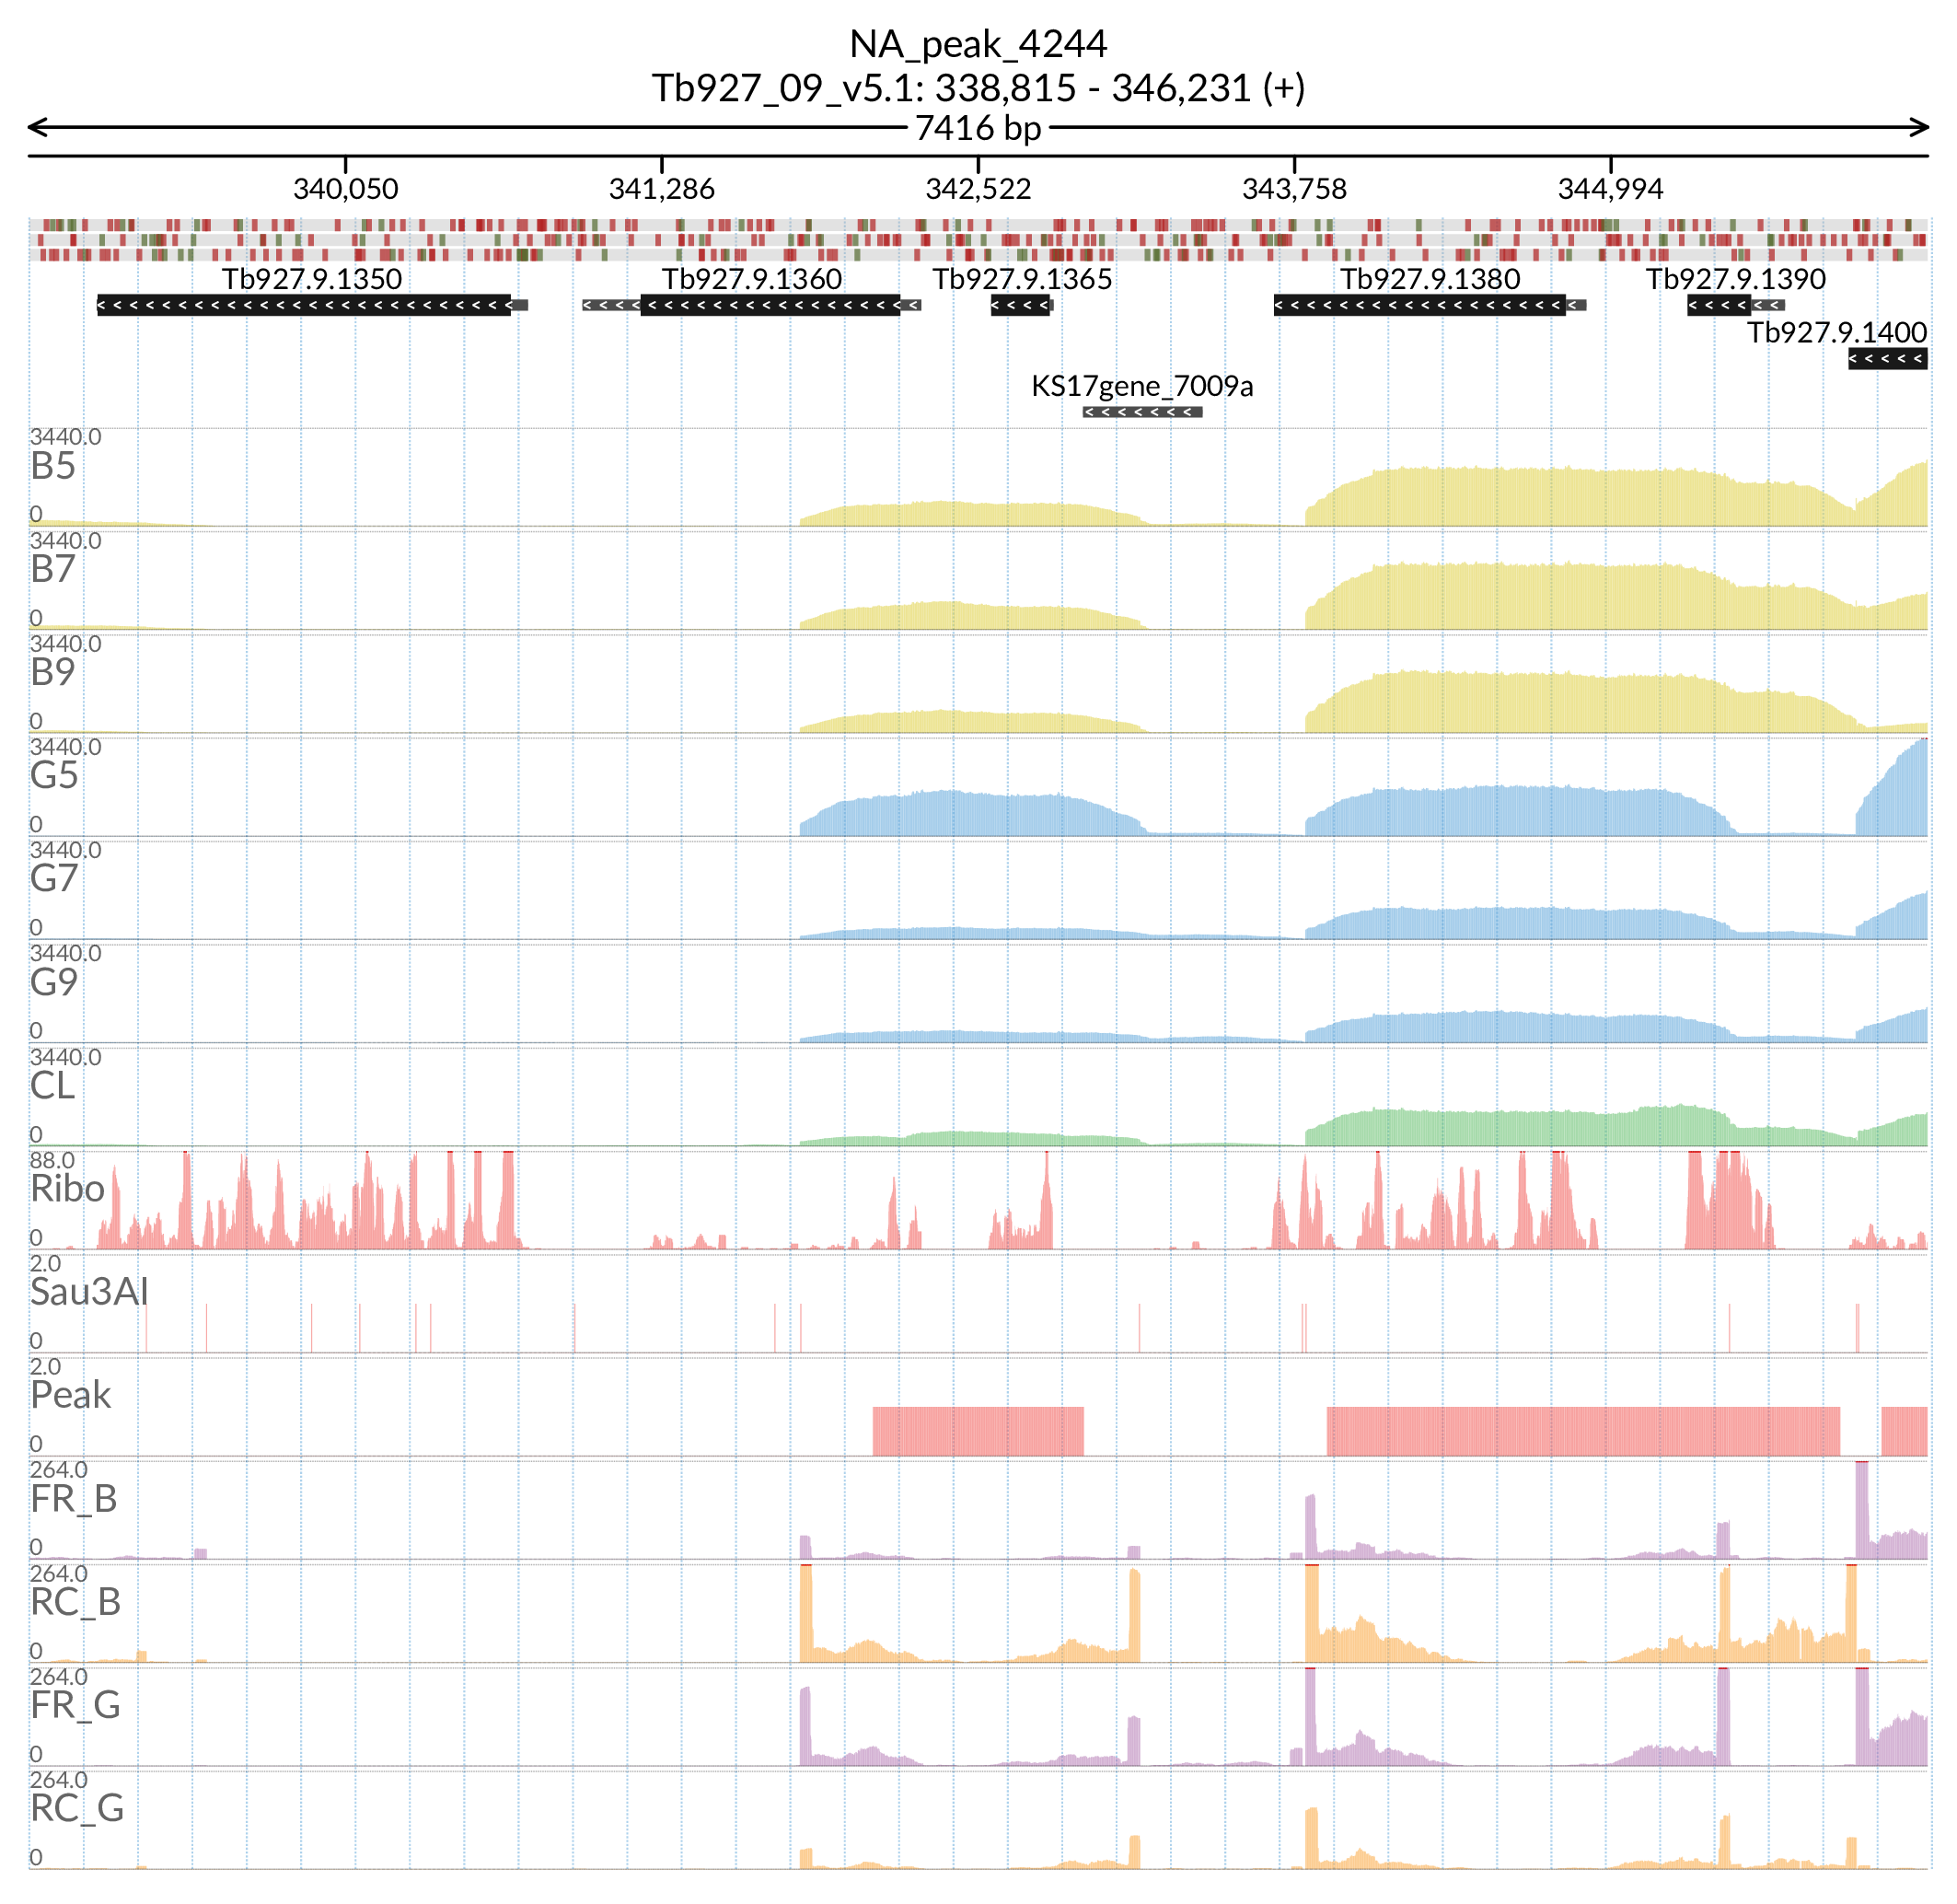 NA_peak_4244
Tb927_09_v5.1: 338,815 - 346,231 (+)
7416 bp
340,050 341,286 342,522 343,758 344,994
Tb927.9.1350 Tb927.9.1360 Tb927.9.1365 Tb927.9.1380 Tb927.9.1390
Tb927.9.1400
KS17gene_7009a
3440.0
B5
0
3440.0
B7
0
3440.0
B9
0
3440.0
G5
0
3440.0
G7
0
3440.0
G9
0
3440.0
CL
0
88.0
Ribo
0
2.0
Sau3AI
0
2.0
Peak
0
264.0
FR_B
0
264.0
RC_B
0
264.0
FR_G
0
264.0
RC_G
0